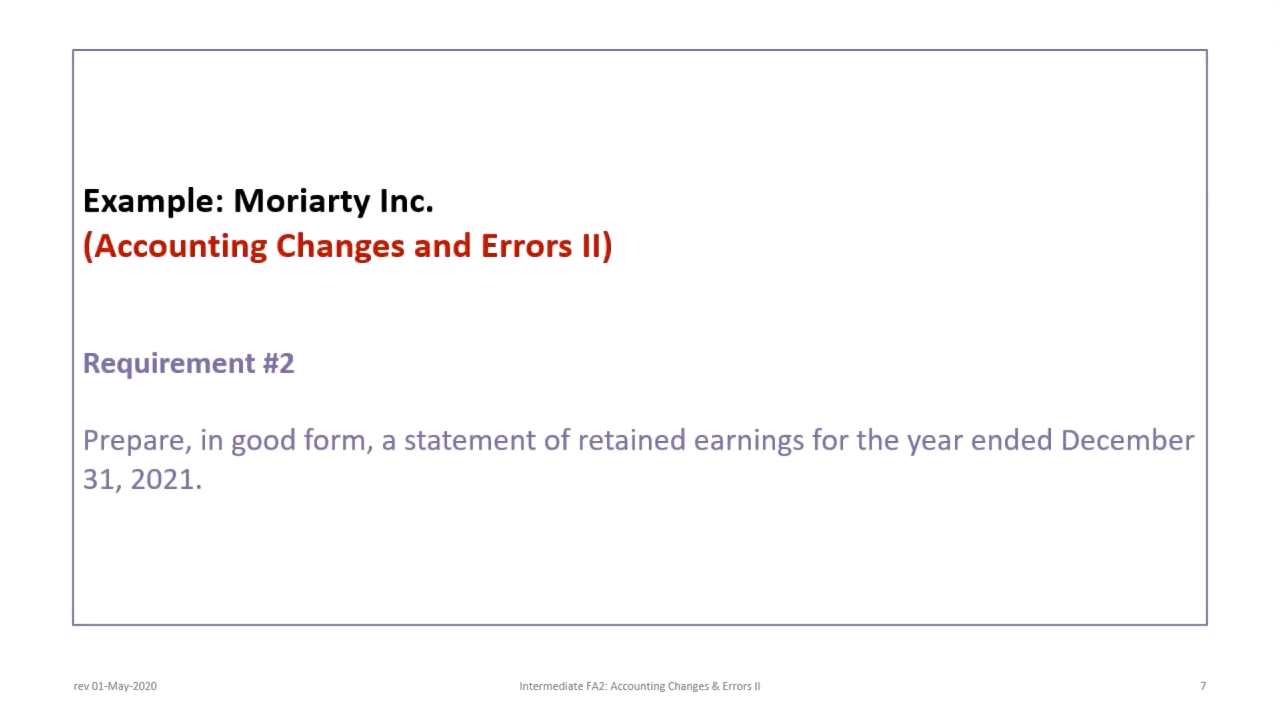 Example: Moriarty Inc.
(Accounting Changes and Errors II)
Requirement #2
Prepare, in good form, a statement of retained earnings for the year ended December
31, 2021.
rev 01-May-2020
Intermediate FA2: Accounting Changes & Errors II
7